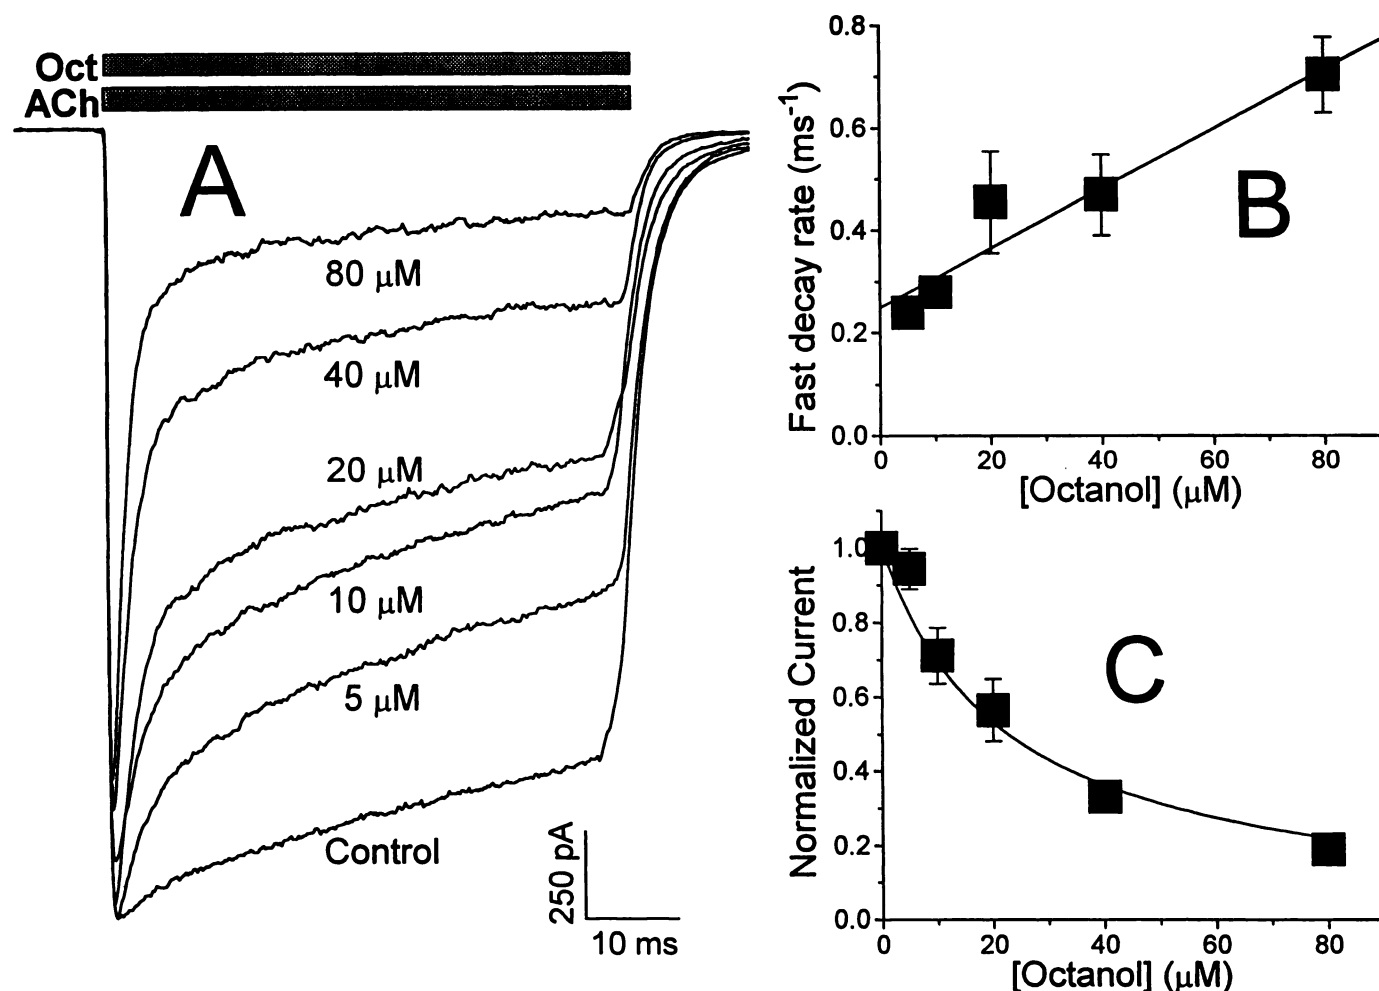 Oct
ACh
A
80 μM
40 μM
20 μM
10 μM
5 μM
Control
250 pA
10 ms
Fast decay rate (ms⁻¹)
0.8
0.6
0.4
0.2
0.0
B
0 20 40 60 80
[Octanol] (μM)
Normalized Current
1.0
0.8
0.6
0.4
0.2
0.0
C
0 20 40 60 80
[Octanol] (μM)